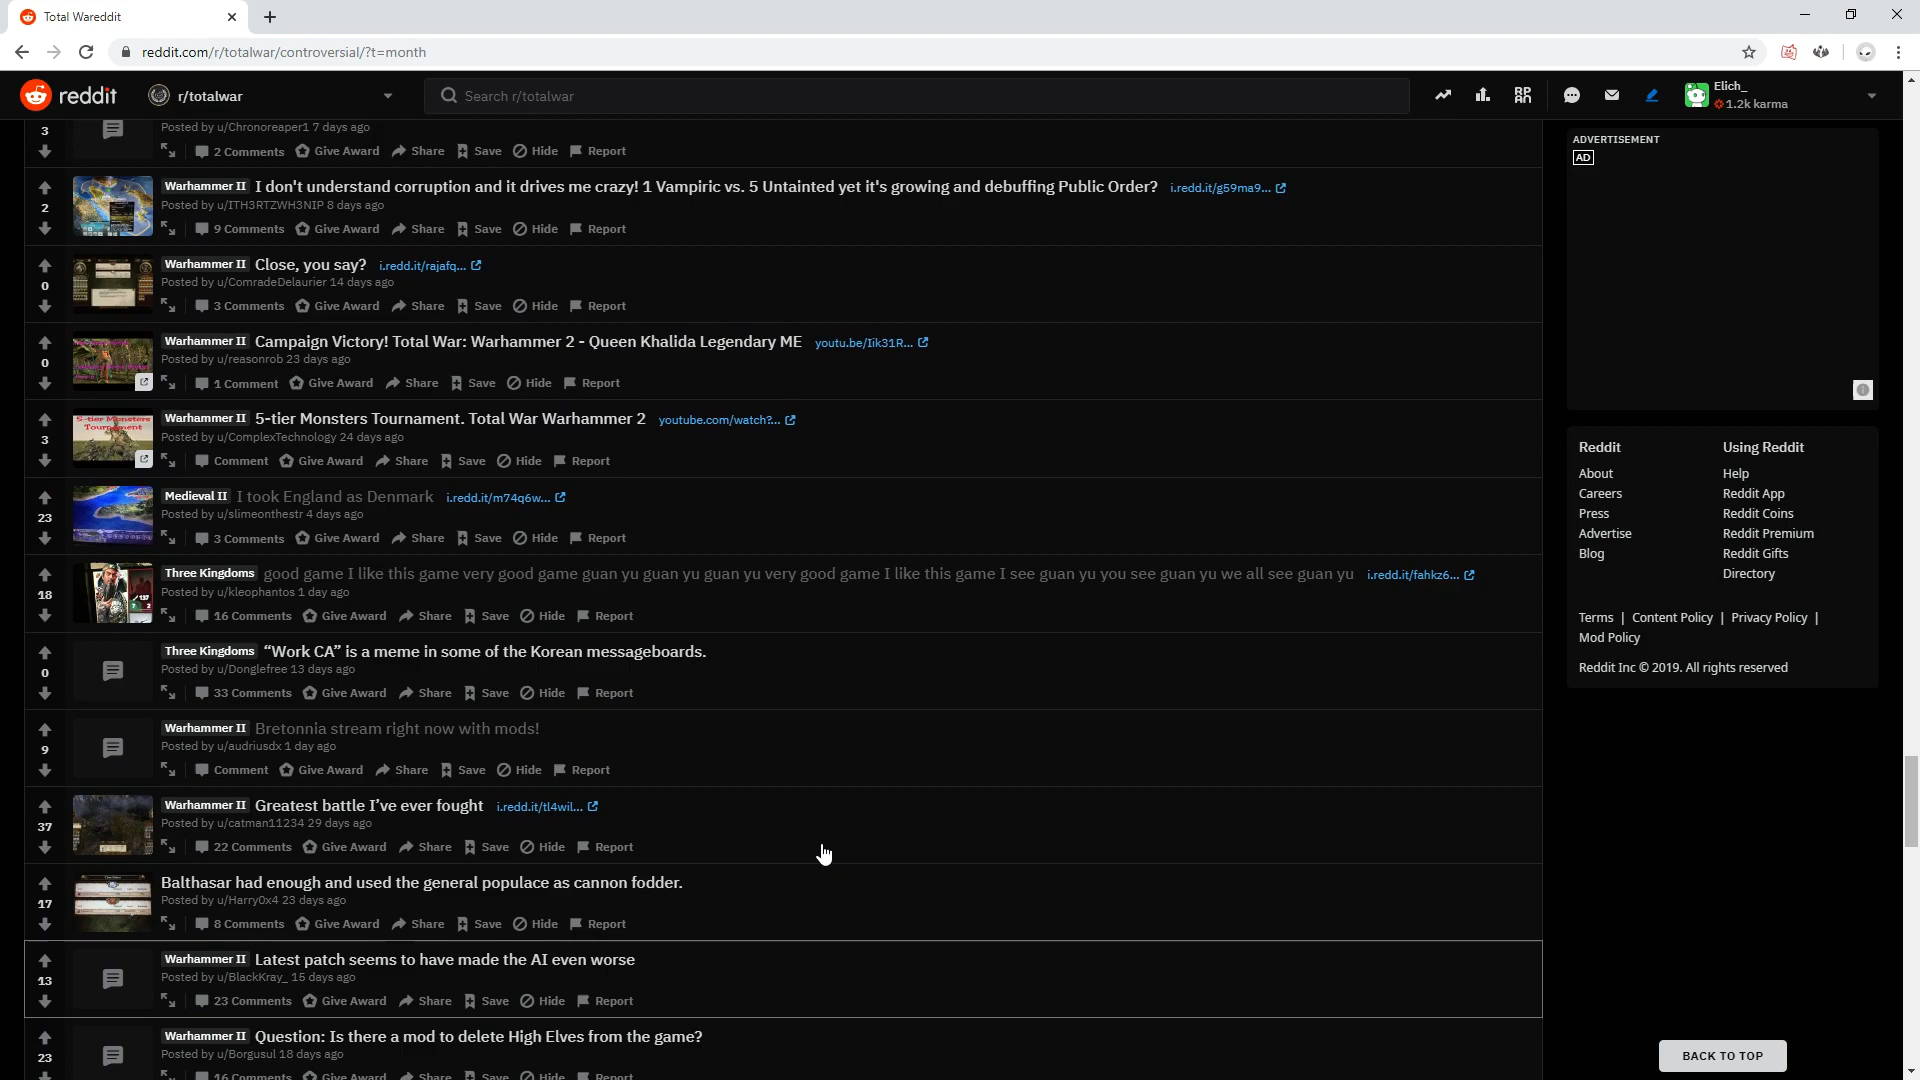 Total Wareddit
reddit.com/r/totalwar/controversial/?t=month
reddit
r/totalwar
Search r/totalwar
Elich_
1.2k karma
3
Posted by u/Chronoreaper1 7 days ago
2 Comments Give Award Share Save Hide Report
Warhammer II I don't understand corruption and it drives me crazy! 1 Vampiric vs. 5 Untainted yet it's growing and debuffing Public Order? i.redd.it/g59ma9...
2
Posted by u/ITH3RTZWH3NIP 8 days ago
9 Comments Give Award Share Save Hide Report
Warhammer II Close, you say? i.redd.it/rajafq...
0
Posted by u/ComradeDelaurier 14 days ago
3 Comments Give Award Share Save Hide Report
Warhammer II Campaign Victory! Total War: Warhammer 2 - Queen Khalida Legendary ME youtu.be/Iik31R...
0
Posted by u/reasonrob 23 days ago
1 Comment Give Award Share Save Hide Report
5-tier Monsters
Tournament
Warhammer II 5-tier Monsters Tournament. Total War Warhammer 2 youtube.com/watch?...
3
Posted by u/ComplexTechnology 24 days ago
Comment Give Award Share Save Hide Report
Medieval II I took England as Denmark i.redd.it/m74q6w...
23
Posted by u/slimeonthestr 4 days ago
3 Comments Give Award Share Save Hide Report
Three Kingdoms good game I like this game very good game guan yu guan yu guan yu very good game I like this game I see guan yu you see guan yu we all see guan yu i.redd.it/fahkz6...
18
Posted by u/kleophantos 1 day ago
16 Comments Give Award Share Save Hide Report
Three Kingdoms “Work CA” is a meme in some of the Korean messageboards.
0
Posted by u/Donglefree 13 days ago
33 Comments Give Award Share Save Hide Report
Warhammer II Bretonnia stream right now with mods!
9
Posted by u/audriusdx 1 day ago
Comment Give Award Share Save Hide Report
Warhammer II Greatest battle I’ve ever fought i.redd.it/tl4wil...
37
Posted by u/catman11234 29 days ago
22 Comments Give Award Share Save Hide Report
Balthasar had enough and used the general populace as cannon fodder.
17
Posted by u/Harry0x4 23 days ago
8 Comments Give Award Share Save Hide Report
Warhammer II Latest patch seems to have made the AI even worse
13
Posted by u/BlackKray_ 15 days ago
23 Comments Give Award Share Save Hide Report
Warhammer II Question: Is there a mod to delete High Elves from the game?
23
Posted by u/Borgusul 18 days ago
16 Comments Give Award Share Save Hide Report
ADVERTISEMENT
AD
Reddit Using Reddit
About Help
Careers Reddit App
Press Reddit Coins
Advertise Reddit Premium
Blog Reddit Gifts
Directory
Terms | Content Policy | Privacy Policy |
Mod Policy
Reddit Inc © 2019. All rights reserved
BACK TO TOP